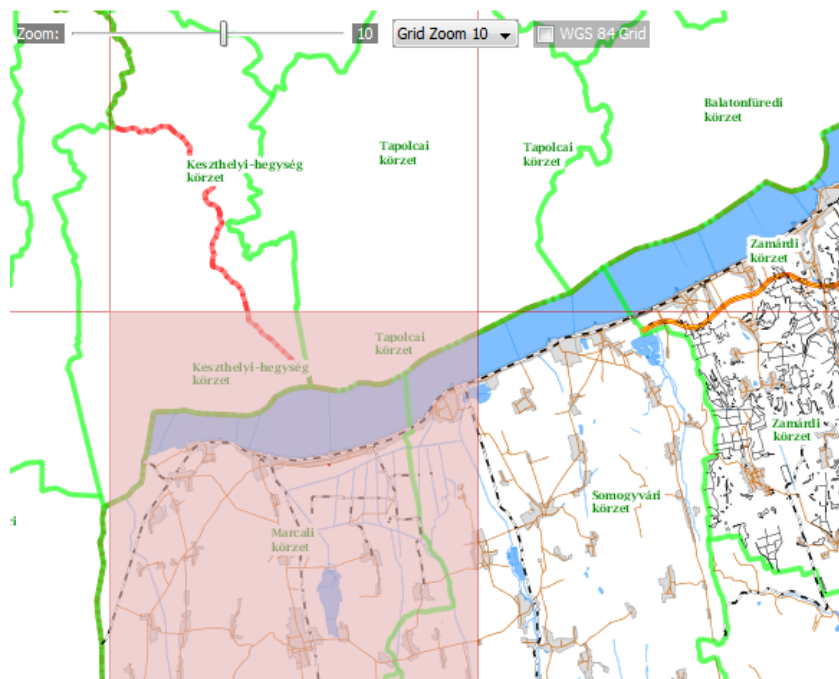 Zoom:
10
Grid Zoom 10
WGS 84 Grid
Balatonfüredi
körzet
Tapolcai
körzet
Tapolcai
körzet
Keszthelyi-hegység
körzet
Zamárdi
körzet
Tapolcai
körzet
Keszthelyi-hegység
körzet
Zamárdi
körzet
Somogyvári
körzet
ri
Marcali
körzet